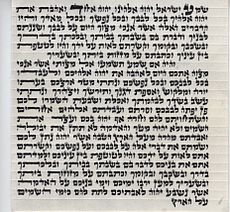 שמע ישראל יהוה אלהינו יהוה אחד ואהבת את
יהוה אלהיך בכל לבבך ובכל נפשך ובכל מאדך והיו
הדברים האלה אשר אנכי מצוך היום על לבבך ושננתם
לבניך ודברת בם בשבתך בביתך ובלכתך בדרך
ובשכבך ובקומך וקשרתם לאות על ידך והיו לטטפת
בין עיניך וכתבתם על מזזות ביתך ובשעריך
והיה אם שמע תשמעו אל מצותי אשר אנכי
מצוה אתכם היום לאהבה את יהוה אלהיכם ולעבדו
בכל לבבכם ובכל נפשכם ונתתי מטר ארצכם בעתו
יורה ומלקוש ואספת דגנך ותירשך ויצהרך ונתתי
עשב בשדך לבהמתך ואכלת ושבעת השמרו לכם
פן יפתה לבבכם וסרתם ועבדתם אלהים אחרים
והשתחויתם להם וחרה אף יהוה בכם ועצר את
השמים ולא יהיה מטר והאדמה לא תתן את יבולה
ואבדתם מהרה מעל הארץ הטבה אשר יהוה נתן לכם
ושמתם את דברי אלה על לבבכם ועל נפשכם וקשרתם
אתם לאות על ידכם והיו לטוטפת בין עיניכם ולמדתם
אתם את בניכם לדבר בם בשבתך בביתך ובלכתך
בדרך ובשכבך ובקומך וכתבתם על מזוזות ביתך
ובשעריך למען ירבו ימיכם וימי בניכם על האדמה
אשר נשבע יהוה לאבתיכם לתת להם כימי השמים
על הארץ